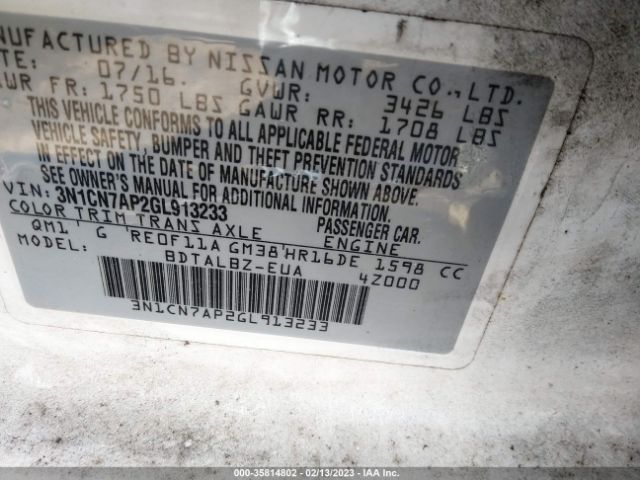 NUFACTURED BY NISSAN MOTOR CO., LTD.
TE: 07/16. GVWR: 3426 LBS
AWR FR: 1750 LBS GAWR RR: 1708 LBS
THIS VEHICLE CONFORMS TO ALL APPLICABLE FEDERAL MOTOR
VEHICLE SAFETY, BUMPER AND THEFT PREVENTION STANDARDS
IN EFFECT ON THE DATE OF MANUFACTURE SHOWN ABOVE.
SEE OWNER'S MANUAL FOR ADDITIONAL INFORMATION.
VIN: 3N1CN7AP2GL913233 PASSENGER CAR.
COLOR TRIM TRANS AXLE ENGINE
QM1 G RE0F11A GM38 HR16DE 1598 CC
MODEL: BDTALBZ-EUA 4Z000
3N1CN7AP2GL913233
000-35814802 - 02/13/2023 - IAA Inc.